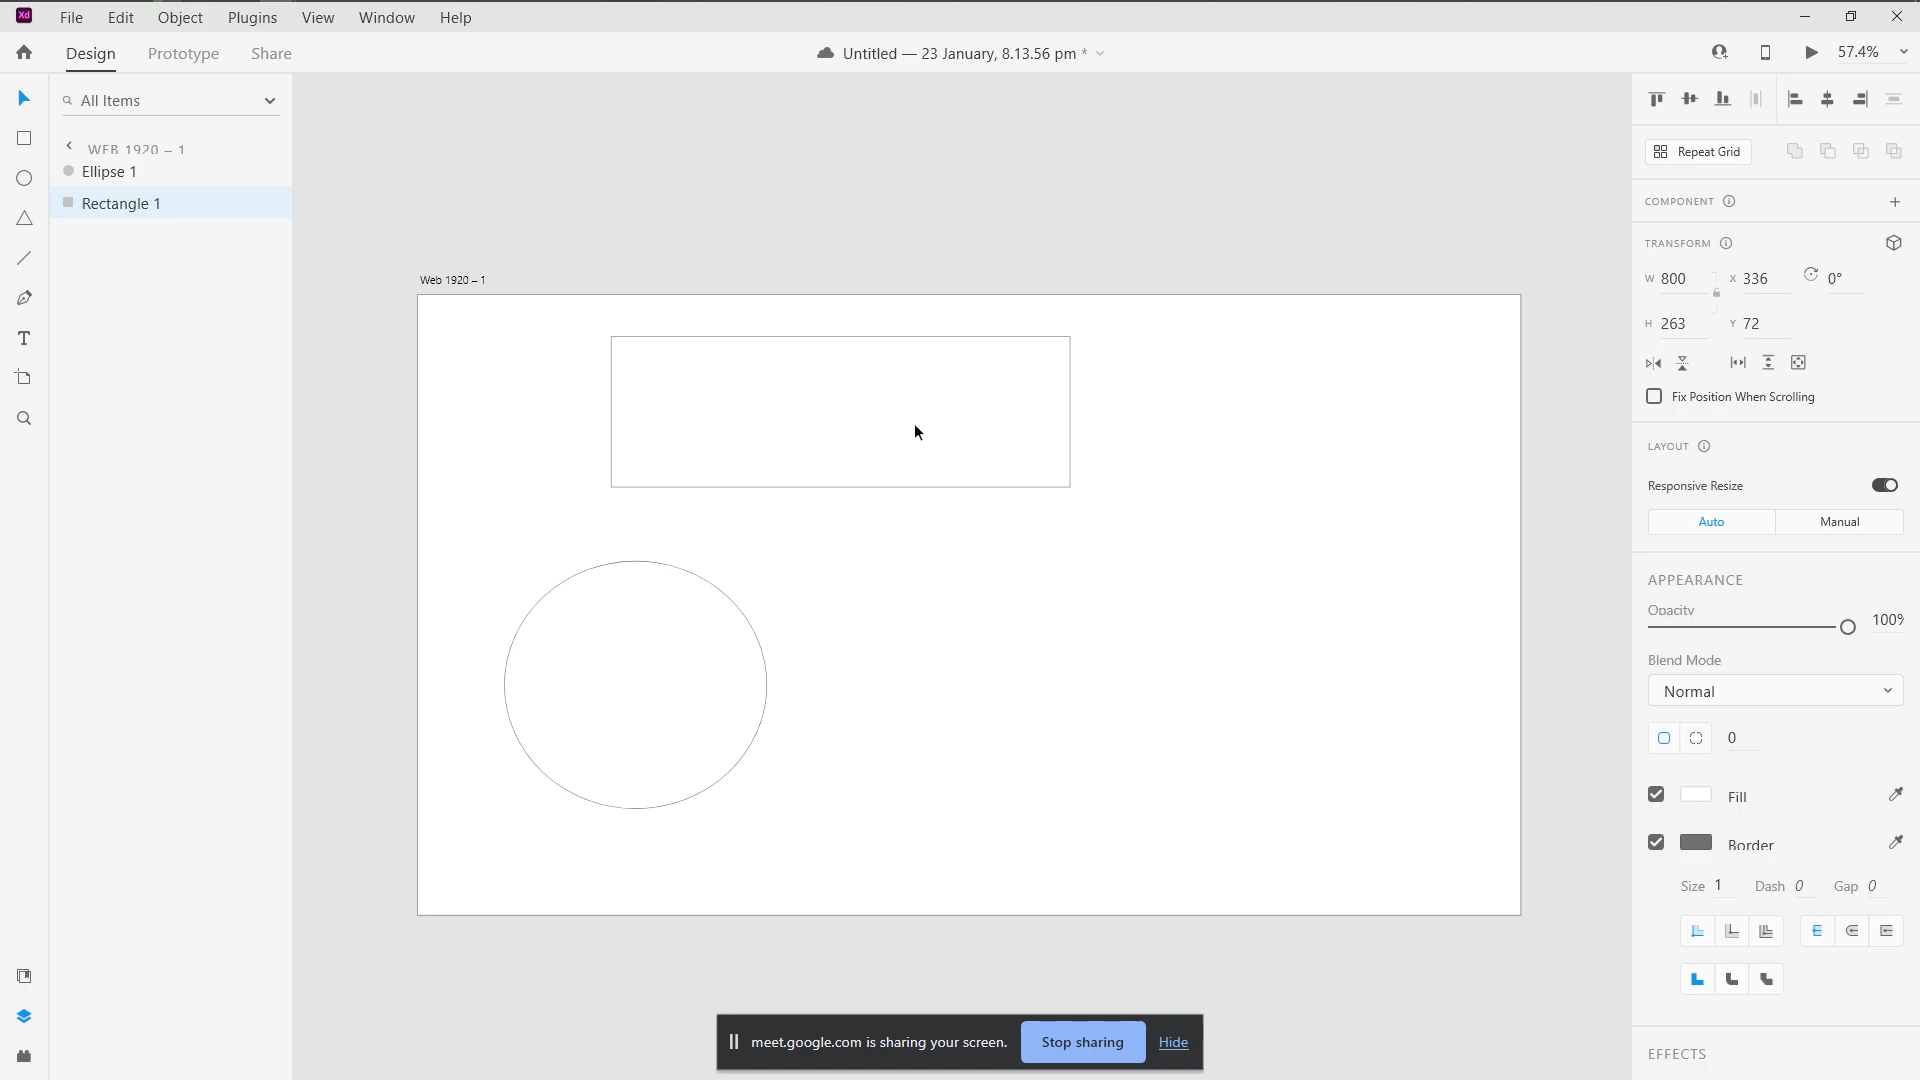 Xd File Edit Object Plugins View Window Help
Design Prototype Share Untitled — 23 January, 8.13.56 pm * 57.4%
All Items
WEB 1920 – 1
Ellipse 1
Rectangle 1
Web 1920 – 1
Repeat Grid
COMPONENT
TRANSFORM
W 800 X 336 0°
H 263 Y 72
Fix Position When Scrolling
LAYOUT
Responsive Resize
Auto Manual
APPEARANCE
Opacity
100%
Blend Mode
Normal
0
Fill
Border
Size 1 Dash 0 Gap 0
EFFECTS
meet.google.com is sharing your screen. Stop sharing Hide